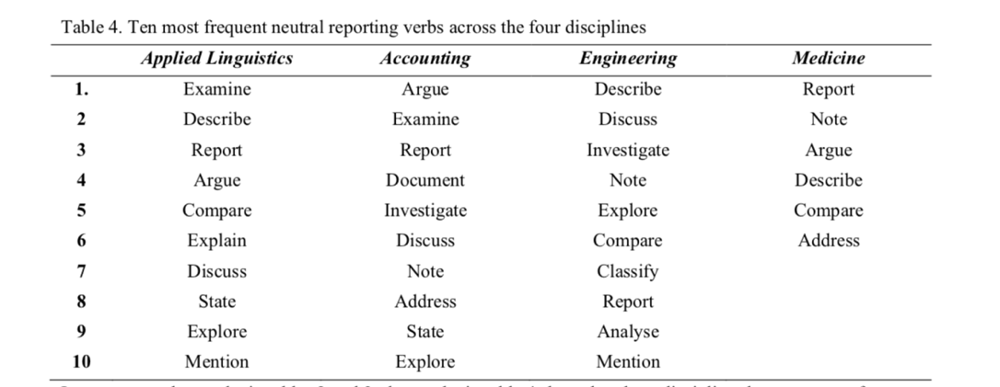 Table 4. Ten most frequent neutral reporting verbs across the four disciplines
Applied Linguistics Accounting Engineering Medicine
1. Examine Argue Describe Report
2 Describe Examine Discuss Note
3 Report Report Investigate Argue
4 Argue Document Note Describe
5 Compare Investigate Explore Compare
6 Explain Discuss Compare Address
7 Discuss Note Classify
8 State Address Report
9 Explore State Analyse
10 Mention Explore Mention